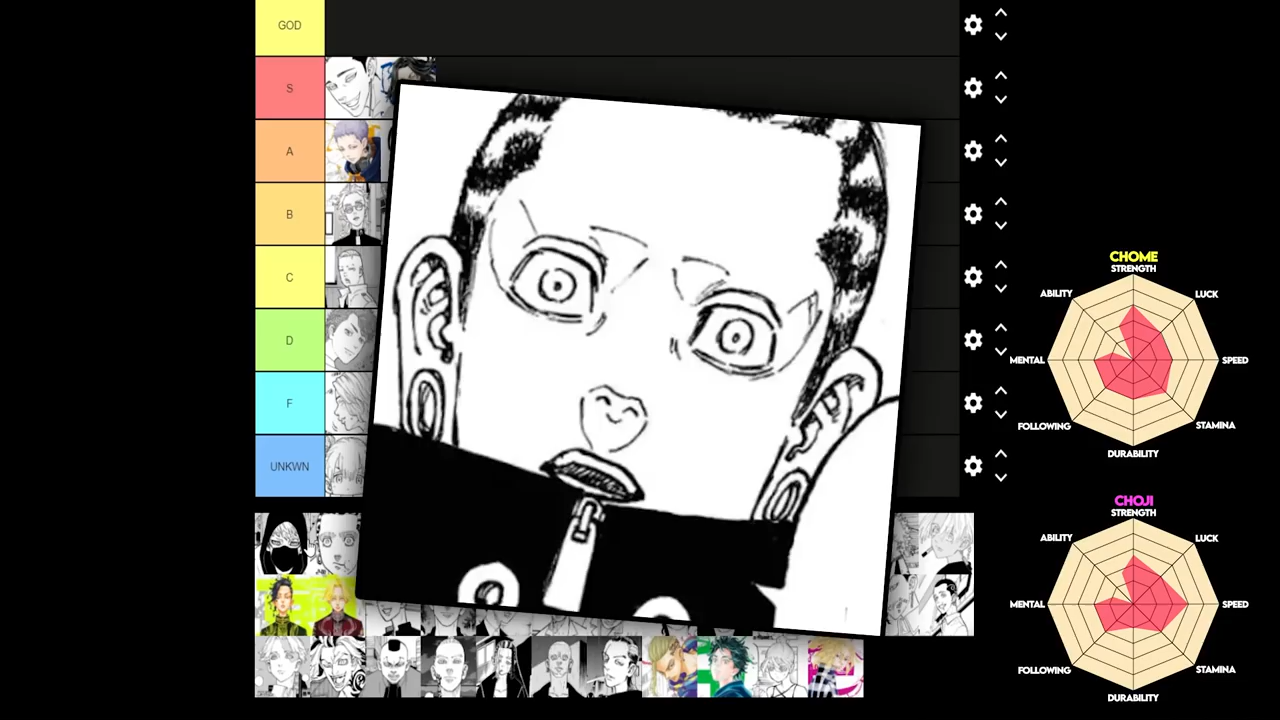 GOD
S
A
B
C
D
F
UNKWN
CHOME
STRENGTH
ABILITY
LUCK
MENTAL
SPEED
FOLLOWING
STAMINA
DURABILITY
CHOJI
STRENGTH
ABILITY
LUCK
MENTAL
SPEED
FOLLOWING
STAMINA
DURABILITY